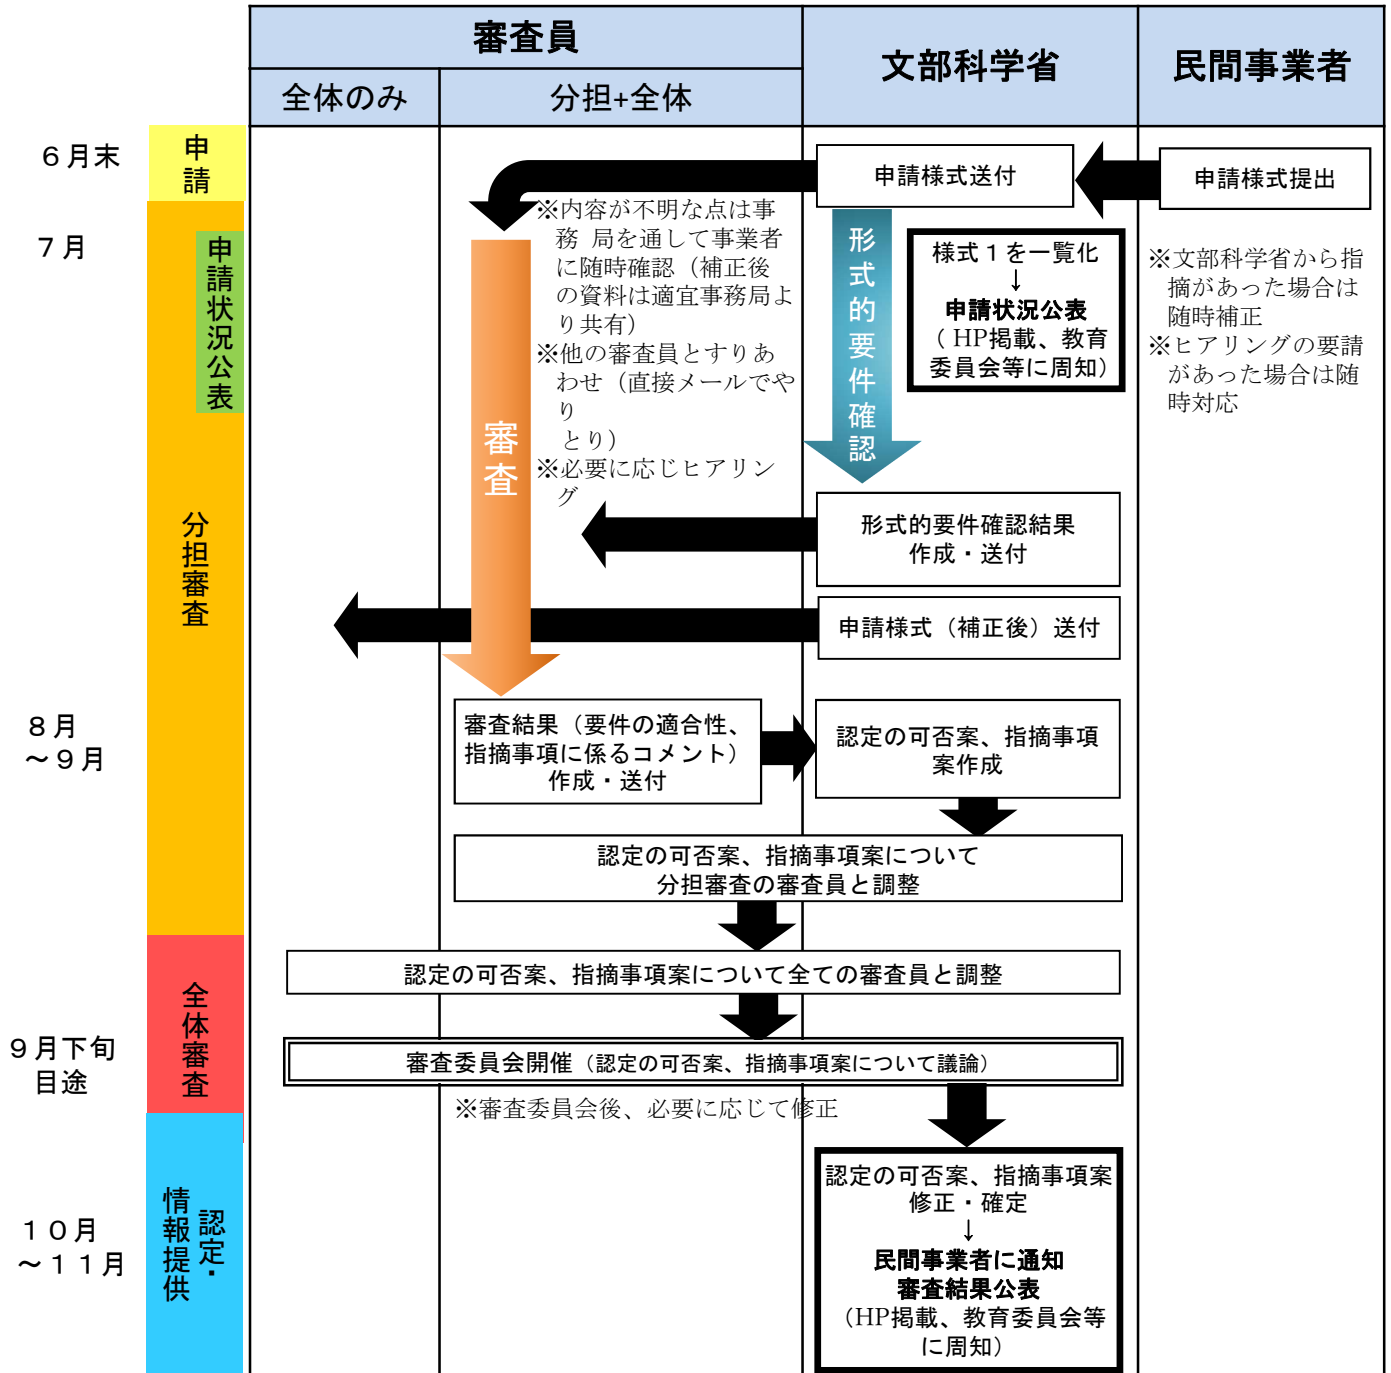 審査員
文部科学省
民間事業者
全体のみ
分担+全体
６月末
申請
申請様式送付
申請様式提出
７月
申請状況公表
※内容が不明な点は事
務 局を通して事業者
に随時確認（補正後
の資料は適宜事務局よ
り共有）
※他の審査員とすりあ
わせ（直接メールでや
り
とり）
※必要に応じヒアリン
グ
審査
形式的要件確認
様式１を一覧化
↓
申請状況公表
（ HP掲載、教育
委員会等に周知）
※文部科学省から指
摘があった場合は
随時補正
※ヒアリングの要請
があった場合は随
時対応
分担審査
形式的要件確認結果
作成・送付
申請様式（補正後）送付
８月
～９月
審査結果（要件の適合性、
指摘事項に係るコメント）
作成・送付
認定の可否案、指摘事項
案作成
認定の可否案、指摘事項案について
分担審査の審査員と調整
全体審査
認定の可否案、指摘事項案について全ての審査員と調整
９月下旬
目途
審査委員会開催（認定の可否案、指摘事項案について議論）
※審査委員会後、必要に応じて修正
１０月
～１１月
認定・
情報提供
認定の可否案、指摘事項案
修正・確定
↓
民間事業者に通知
審査結果公表
（HP掲載、教育委員会等
に周知）